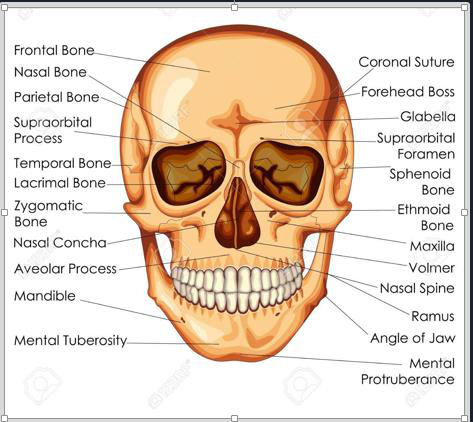 Frontal Bone
Nasal Bone
Parietal Bone
Supraorbital
Process
Temporal Bone
Lacrimal Bone
Zygomatic
Bone
Nasal Concha
Aveolar Process
Mandible
Mental Tuberosity
Coronal Suture
Forehead Boss
Glabella
Supraorbital
Foramen
Sphenoid
Bone
Ethmoid
Bone
Maxilla
Volmer
Nasal Spine
Ramus
Angle of Jaw
Mental
Protruberance